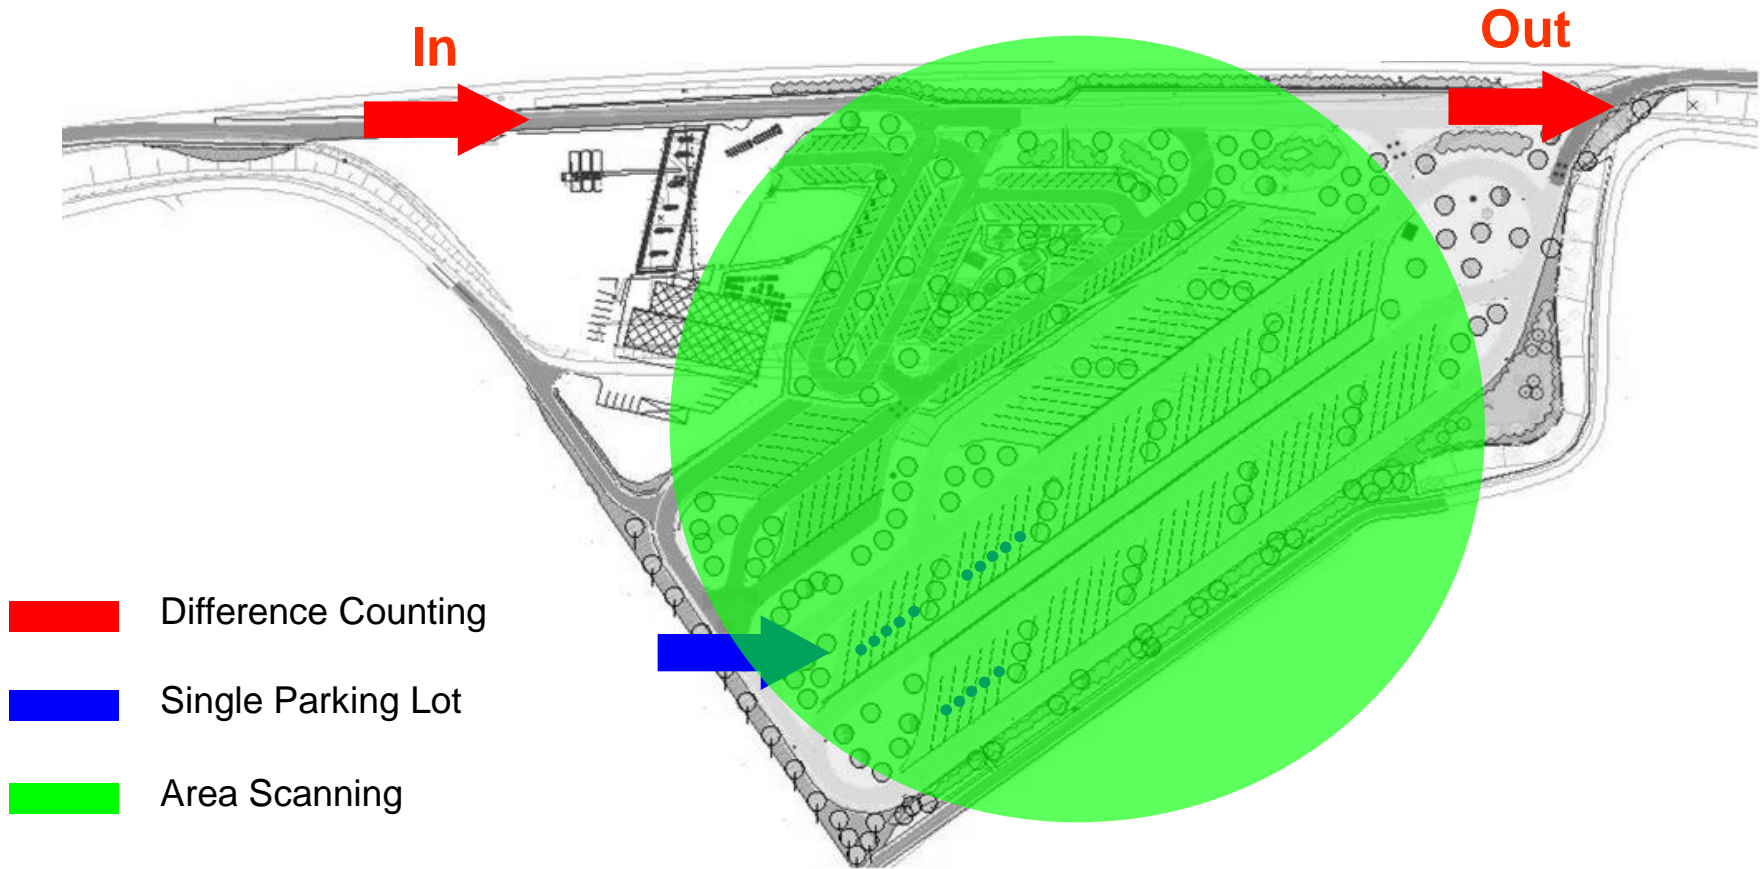 In
Out
Difference Counting
Single Parking Lot
Area Scanning